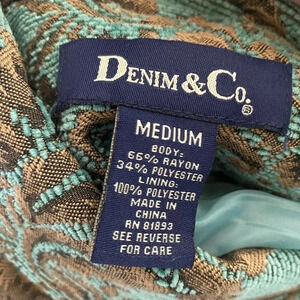 DENIM & CO.®
MEDIUM
BODY:
66% RAYON
34% POLYESTER
LINING:
100% POLYESTER
MADE IN
CHINA
RN 81893
SEE REVERSE
FOR CARE